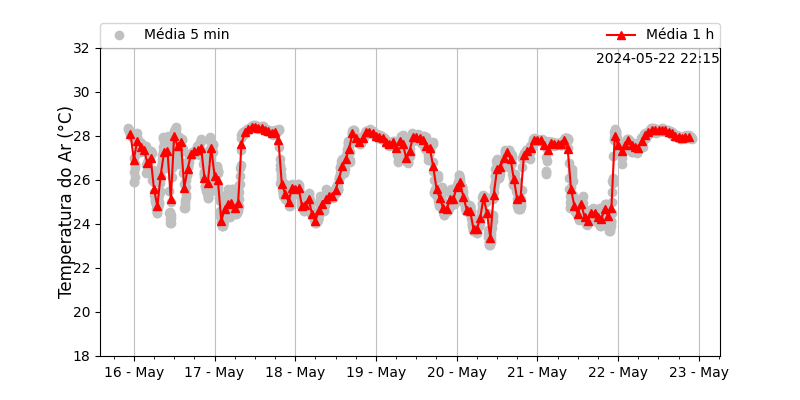 Média 5 min
Média 1 h
2024-05-22 22:15
Temperatura do Ar (°C)
32
30
28
26
24
22
20
18
16 - May
17 - May
18 - May
19 - May
20 - May
21 - May
22 - May
23 - May